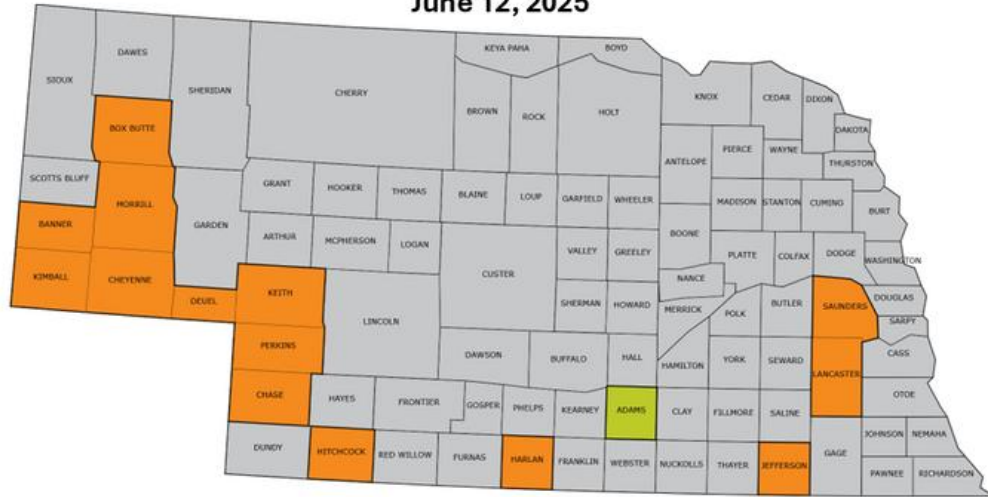 June 12, 2025
KEYA PAHA
BOYD
DAWES
SIOUX
SHERIDAN
CHERRY
BROWN
ROCK
HOLT
KNOX
CEDAR
DIXON
DAKOTA
BOX BUTTE
ANTELOPE
PIERCE
WAYNE
THURSTON
SCOTTS BLUFF
MORRILL
GRANT
HOOKER
THOMAS
BLAINE
LOUP
GARFIELD
WHEELER
MADISON
STANTON
CUMING
BURT
BANNER
GARDEN
ARTHUR
MCPHERSON
LOGAN
CUSTER
VALLEY
GREELEY
BOONE
PLATTE
COLFAX
DODGE
WASHINGTON
KIMBALL
CHEYENNE
DEUEL
KEITH
LINCOLN
SHERMAN
HOWARD
NANCE
MERRICK
POLK
BUTLER
SAUNDERS
DOUGLAS
SARPY
PERKINS
DAWSON
BUFFALO
HALL
HAMILTON
YORK
SEWARD
LANCASTER
CASS
OTOE
CHASE
HAYES
FRONTIER
GOSPER
PHELPS
KEARNEY
ADAMS
CLAY
FILLMORE
SALINE
DUNDY
HITCHCOCK
RED WILLOW
FURNAS
HARLAN
FRANKLIN
WEBSTER
NUCKOLLS
THAYER
JEFFERSON
GAGE
JOHNSON
NEMAHA
PAWNEE
RICHARDSON